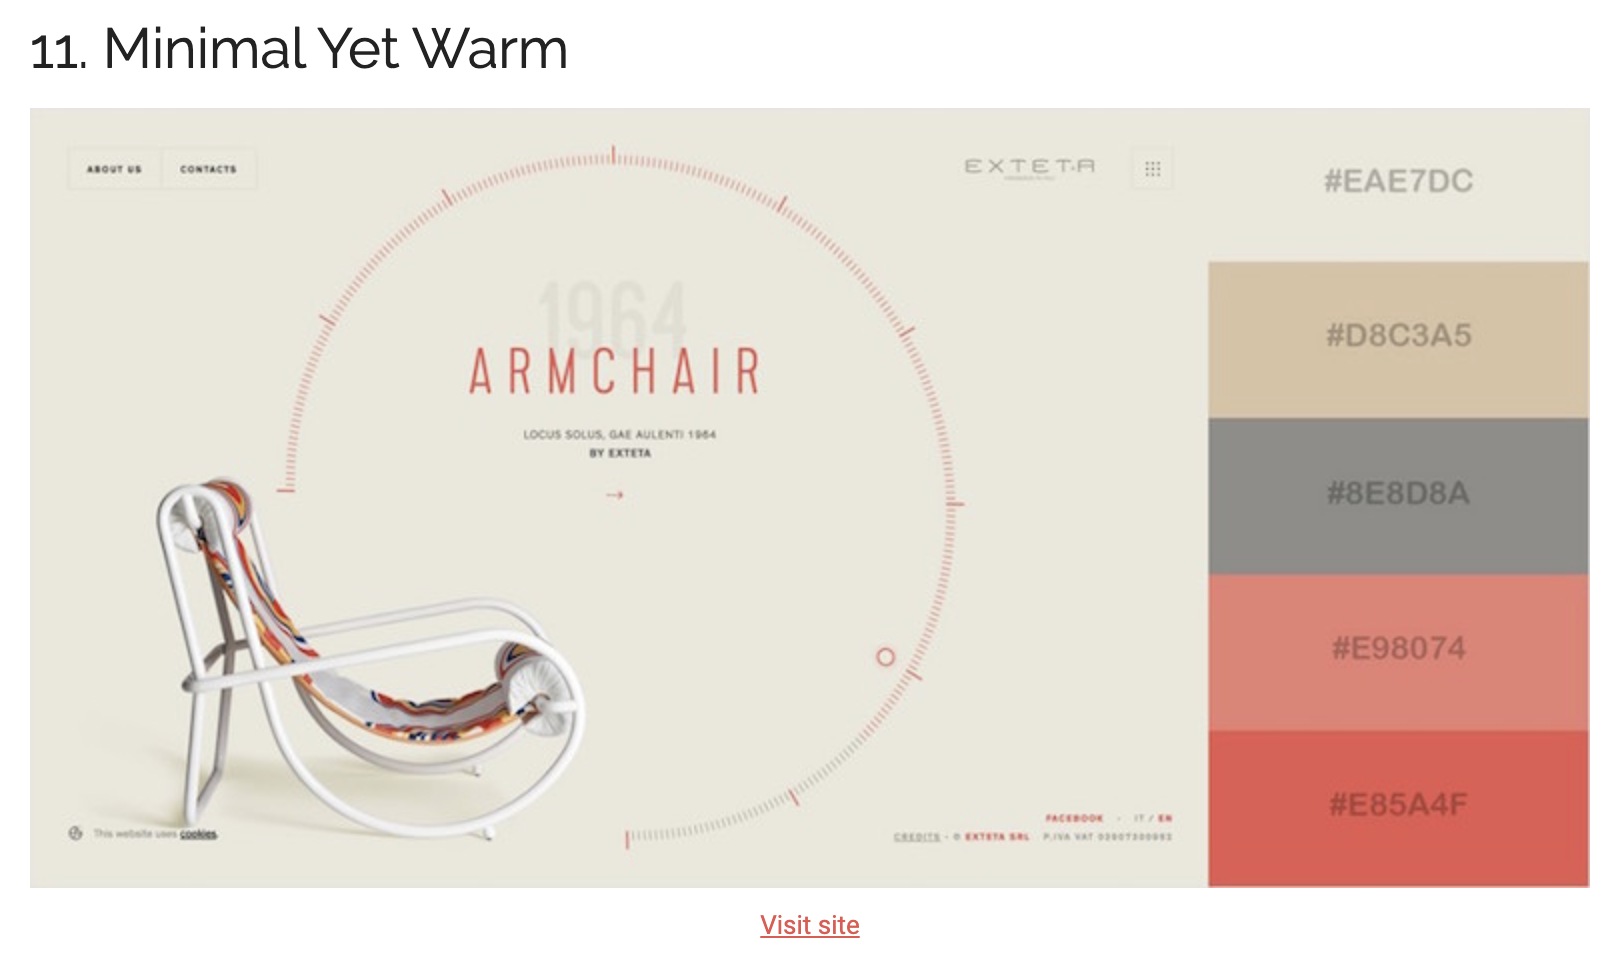 11. Minimal Yet Warm
ABOUT US
CONTACTS
EXTETA
1964
ARMCHAIR
LOCUS SOLUS, GAE AULENTI 1964
BY EXTETA
→
This website uses cookies.
FACEBOOK - IT / EN
CREDITS - © EXTETA SRL P.IVA VAT
#EAE7DC
#D8C3A5
#8E8D8A
#E98074
#E85A4F
Visit site